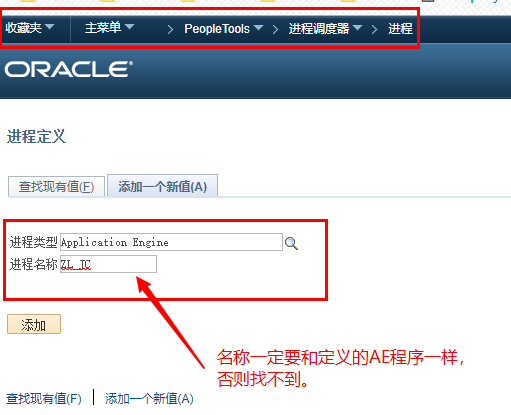 收藏夹 主菜单 PeopleTools 进程调度器 进程
ORACLE®
进程定义
查找现有值(F) 添加一个新值(A)
进程类型 Application Engine
进程名称 ZL_TC
添加
名称一定要和定义的AE程序一样，
否则找不到。
查找现有值(F) 添加一个新值(A)